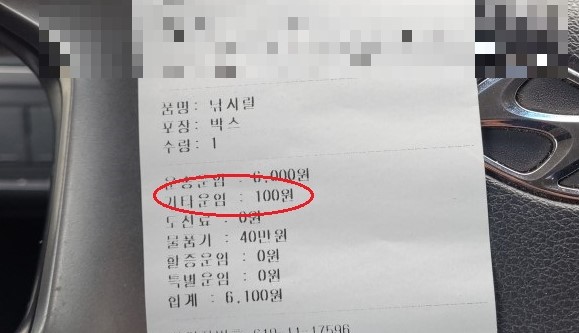 품명: 낚시릴
포장: 박스
수량: 1
운송운임 : 6,000원
기타운임 : 100원
도선료 : 0원
물품가 : 40만원
할증운임 : 0원
특별운임 : 0원
합계 : 6,100원